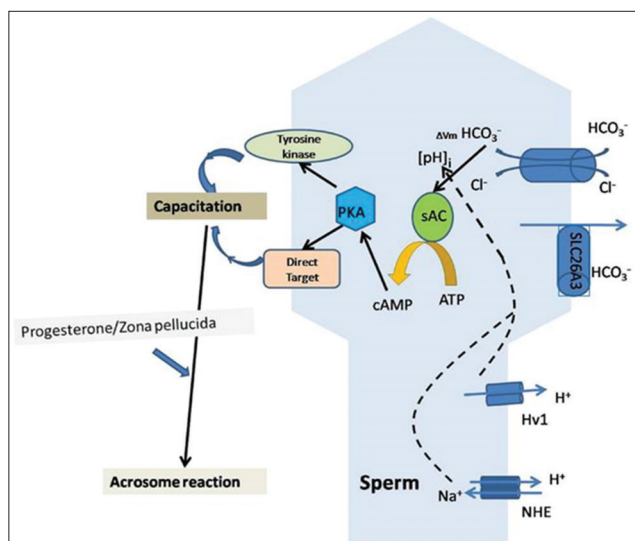 Tyrosine
kinase
ΔVm HCO₃⁻
[pH]i
HCO₃⁻
Cl⁻
Cl⁻
Capacitation
PKA
sAC
Direct
Target
SLC26A3
HCO₃⁻
cAMP
ATP
Progesterone/Zona pellucida
H⁺
Hv1
Acrosome reaction
Sperm
Na⁺
H⁺
NHE